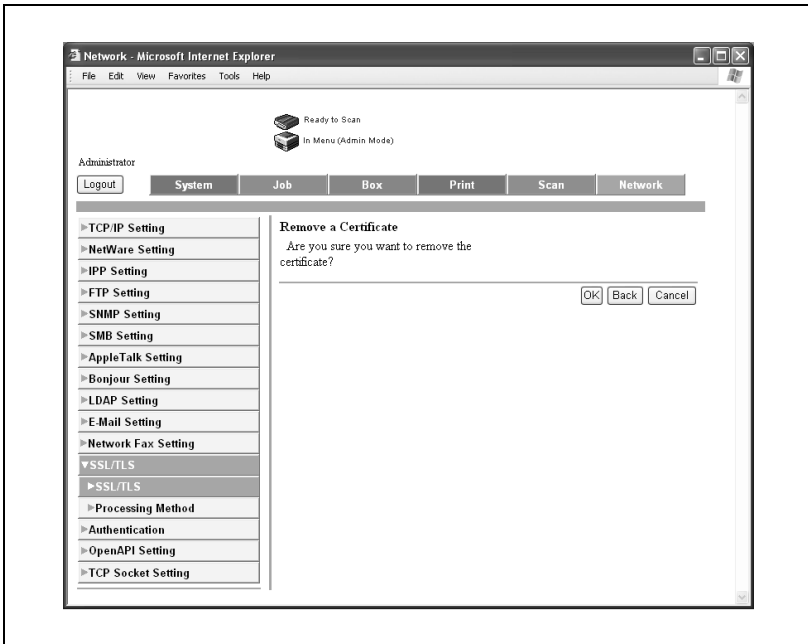 Network - Microsoft Internet Explorer
File Edit View Favorites Tools Help
Ready to Scan
In Menu (Admin Mode)
Administrator
Logout System Job Box Print Scan Network
TCP/IP Setting
NetWare Setting
IPP Setting
FTP Setting
SNMP Setting
SMB Setting
AppleTalk Setting
Bonjour Setting
LDAP Setting
E-Mail Setting
Network Fax Setting
SSL/TLS
SSL/TLS
Processing Method
Authentication
OpenAPI Setting
TCP Socket Setting
Remove a Certificate
Are you sure you want to remove the
certificate?
OK Back Cancel